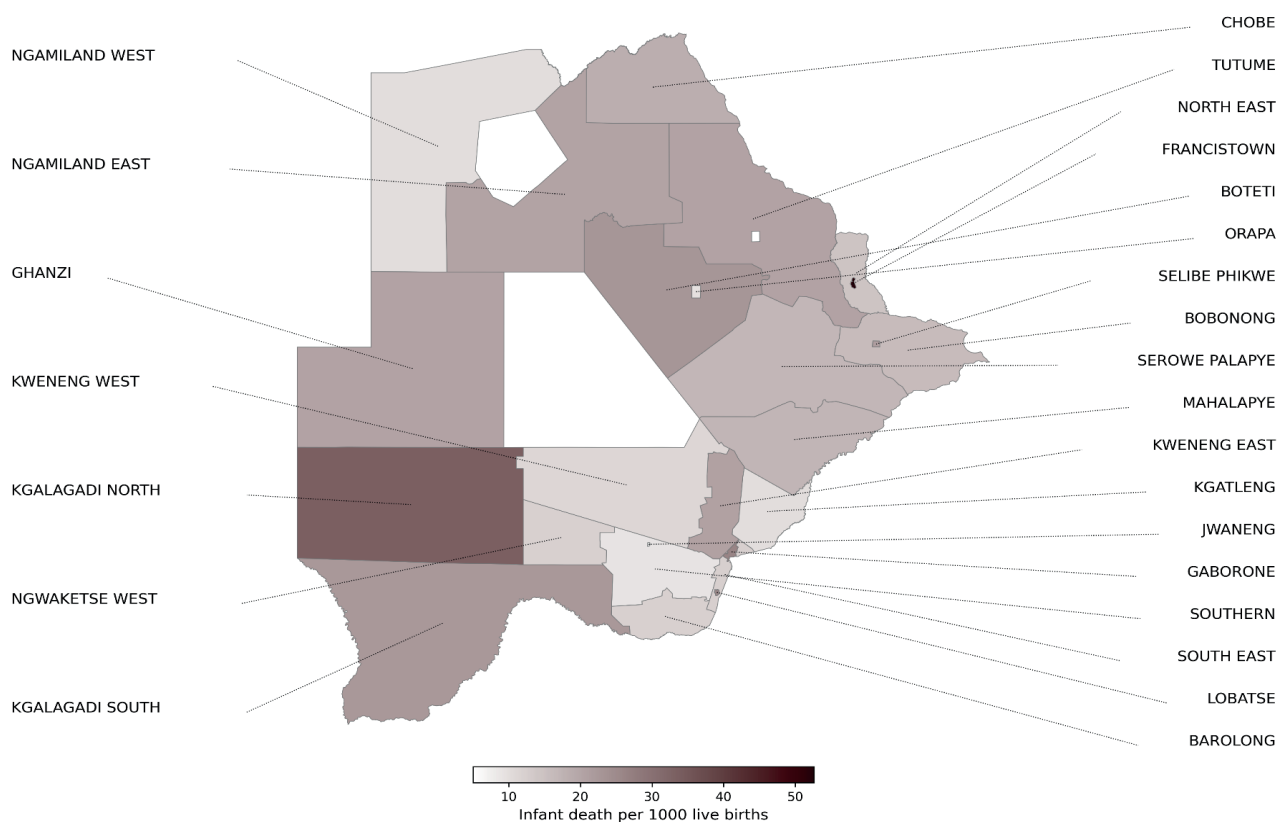 NGAMILAND WEST
NGAMILAND EAST
GHANZI
KWENENG WEST
KGALAGADI NORTH
NGWAKETSE WEST
KGALAGADI SOUTH
CHOBE
TUTUME
NORTH EAST
FRANCISTOWN
BOTETI
ORAPA
SELIBE PHIKWE
BOBONONG
SEROWE PALAPYE
MAHALAPYE
KWENENG EAST
KGATLENG
JWANENG
GABORONE
SOUTHERN
SOUTH EAST
LOBATSE
BAROLONG
10 20 30 40 50
Infant death per 1000 live births